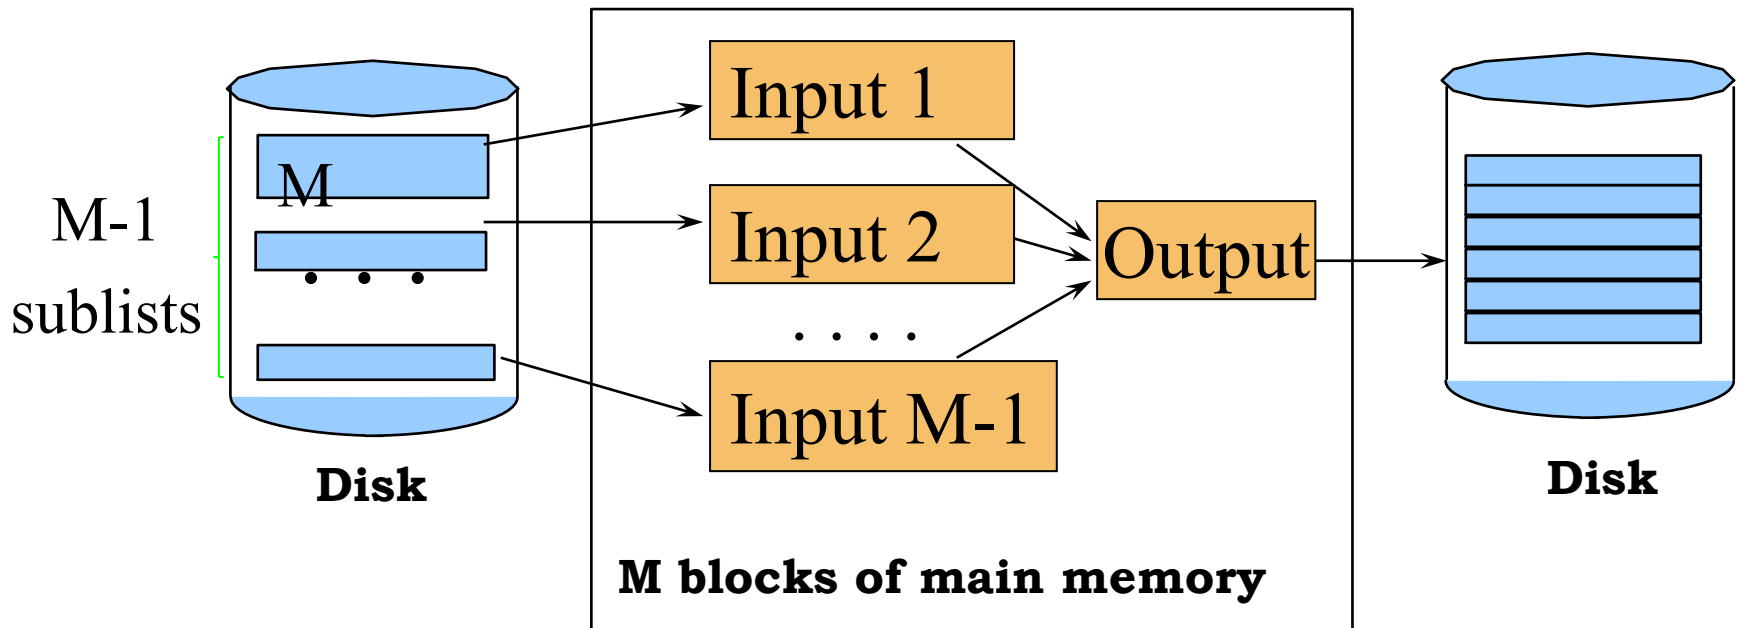 M-1
sublists
M
• • •
Disk
Input 1
Input 2
. . . .
Input M-1
Output
M blocks of main memory
Disk